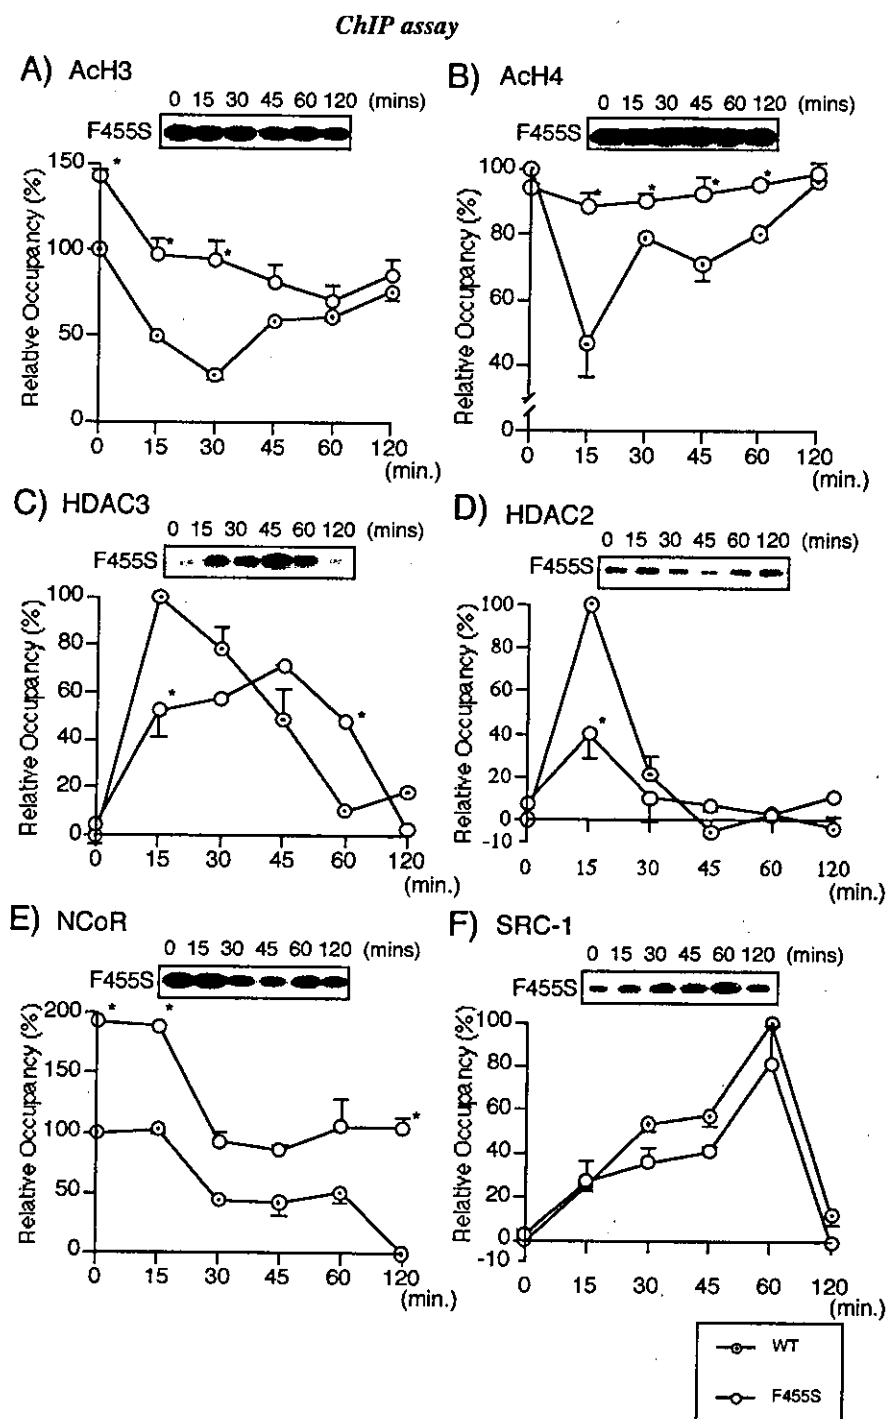 ChIP assay
A) AcH3
0 15 30 45 60 120 (mins)
F455S
150
100
50
0
Relative Occupancy (%)
* * *
0 15 30 45 60 120
(min.)
B) AcH4
0 15 30 45 60 120 (mins)
F455S
100
80
60
40
0
Relative Occupancy (%)
* * * *
0 15 30 45 60 120
(min.)
C) HDAC3
0 15 30 45 60 120 (mins)
F455S
100
80
60
40
20
0
Relative Occupancy (%)
* *
0 15 30 45 60 120
(min.)
D) HDAC2
0 15 30 45 60 120 (mins)
F455S
100
80
40
20
0
-10
Relative Occupancy (%)
*
0 15 30 45 60 120
(min.)
E) NCoR
0 15 30 45 60 120 (mins)
F455S
200
150
100
50
0
Relative Occupancy (%)
* * *
0 15 30 45 60 120
(min.)
F) SRC-1
0 15 30 45 60 120 (mins)
F455S
100
80
60
40
20
0
-10
Relative Occupancy (%)
0 15 30 45 60 120
(min.)
WT
F455S